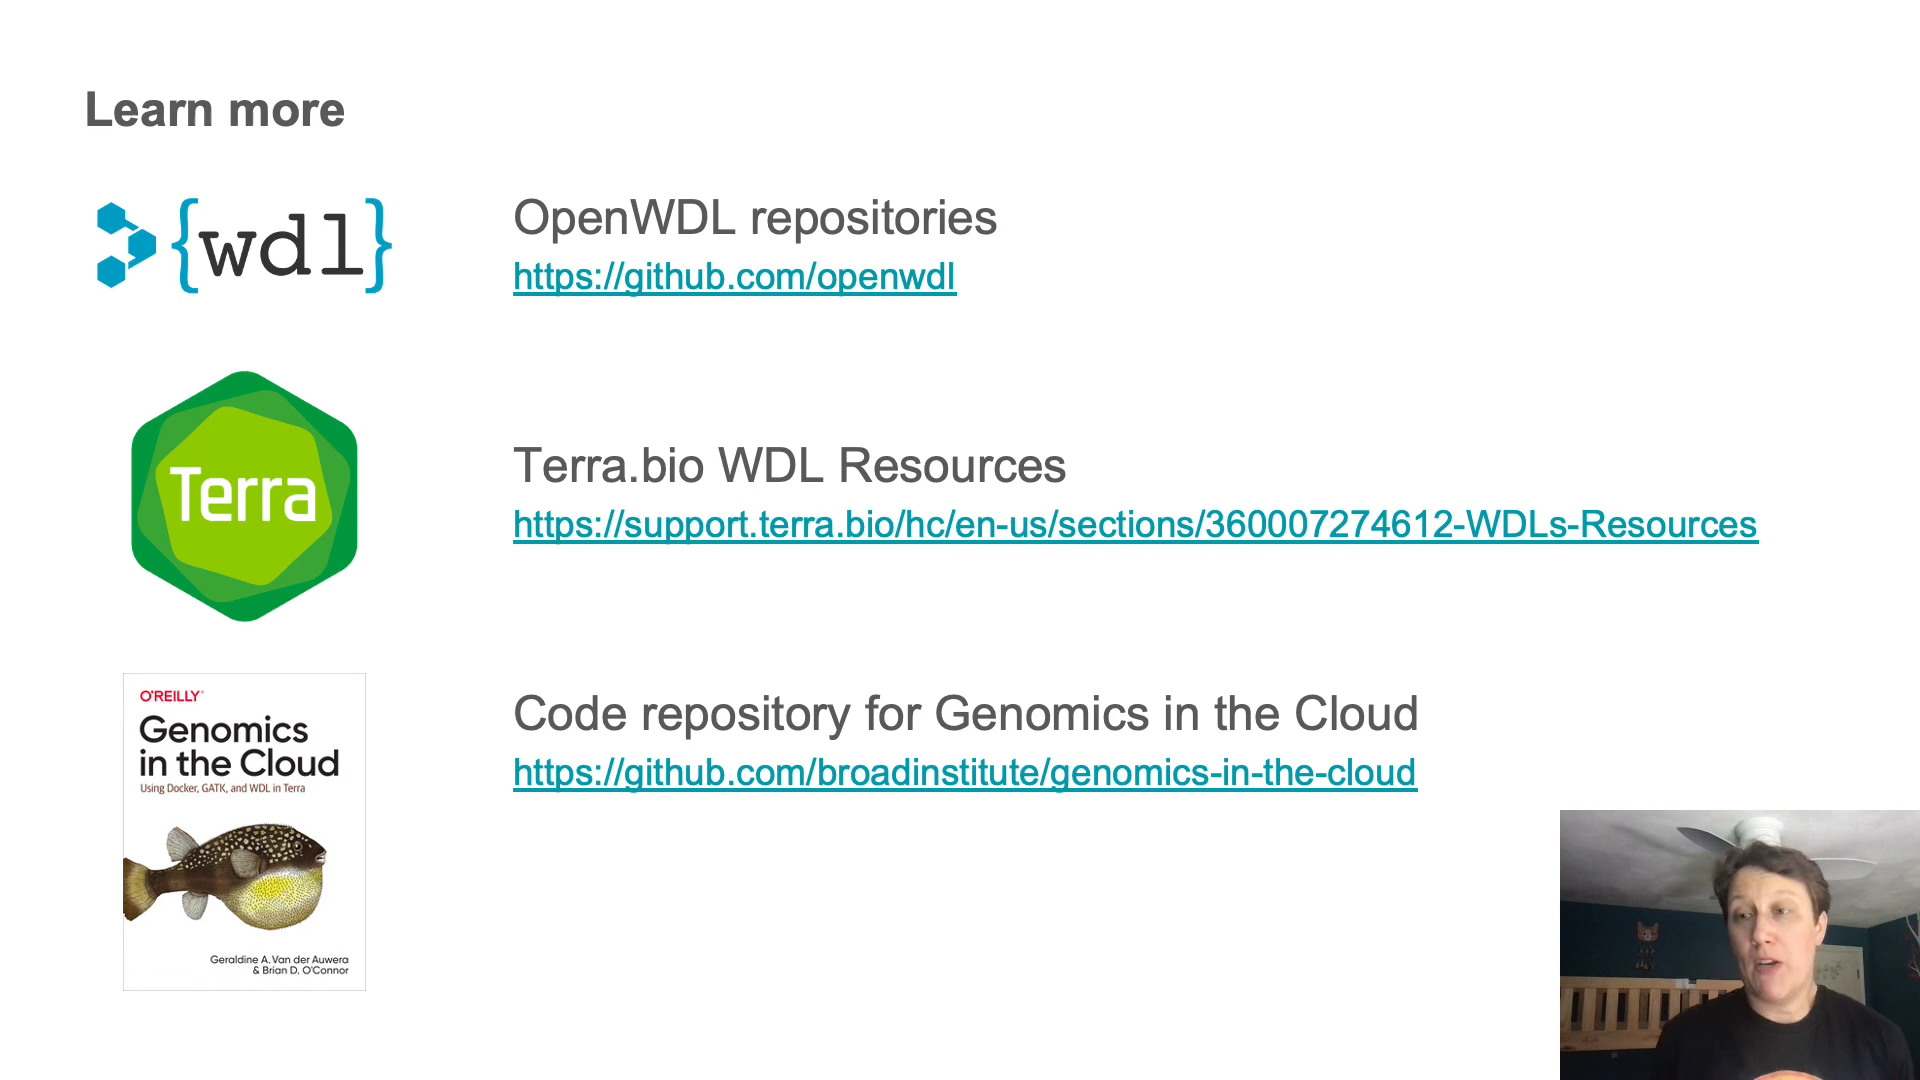 Learn more
{wdl}
OpenWDL repositories
https://github.com/openwdl
Terra
Terra.bio WDL Resources
https://support.terra.bio/hc/en-us/sections/360007274612-WDLs-Resources
O'REILLY®
Genomics
in the Cloud
Using Docker, GATK, and WDL in Terra
Geraldine A. Van der Auwera
& Brian D. O'Connor
Code repository for Genomics in the Cloud
https://github.com/broadinstitute/genomics-in-the-cloud